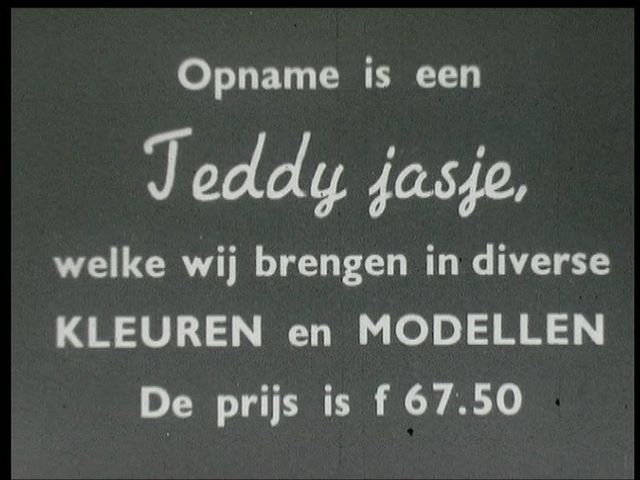 Opname is een
Teddy jasje,
welke wij brengen in diverse
KLEUREN en MODELLEN
De prijs is f 67.50